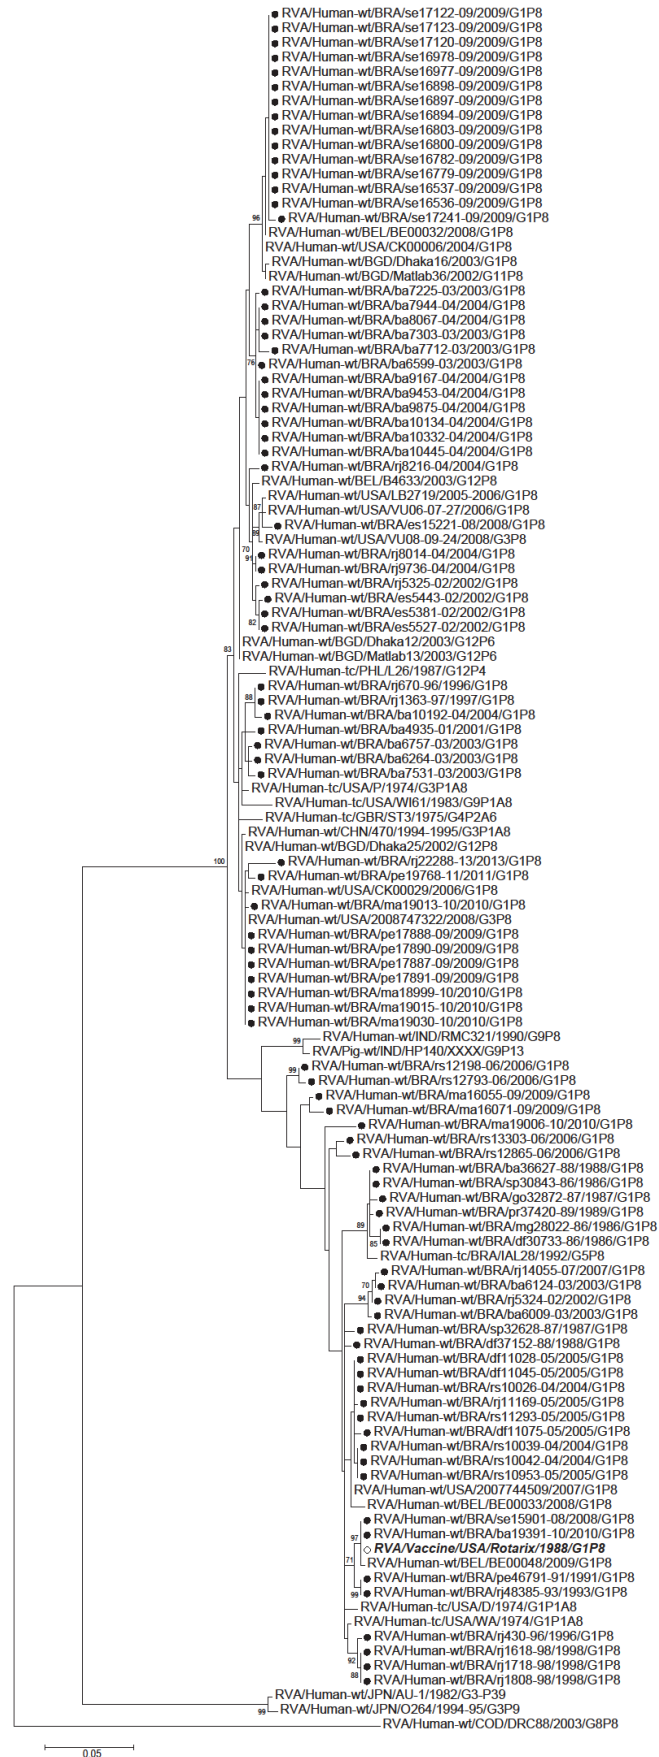 RVA/Human-wt/BRA/se17122-09/2009/G1P8
RVA/Human-wt/BRA/se17123-09/2009/G1P8
RVA/Human-wt/BRA/se17120-09/2009/G1P8
RVA/Human-wt/BRA/se16978-09/2009/G1P8
RVA/Human-wt/BRA/se16977-09/2009/G1P8
RVA/Human-wt/BRA/se16898-09/2009/G1P8
RVA/Human-wt/BRA/se16897-09/2009/G1P8
RVA/Human-wt/BRA/se16894-09/2009/G1P8
RVA/Human-wt/BRA/se16803-09/2009/G1P8
RVA/Human-wt/BRA/se16800-09/2009/G1P8
RVA/Human-wt/BRA/se16782-09/2009/G1P8
RVA/Human-wt/BRA/se16779-09/2009/G1P8
RVA/Human-wt/BRA/se16537-09/2009/G1P8
RVA/Human-wt/BRA/se16536-09/2009/G1P8
96 RVA/Human-wt/BRA/se17241-09/2009/G1P8
RVA/Human-wt/BEL/BE00032/2008/G1P8
RVA/Human-wt/USA/CK00006/2004/G1P8
RVA/Human-wt/BGD/Dhaka16/2003/G1P8
RVA/Human-wt/BGD/Matlab36/2002/G11P8
RVA/Human-wt/BRA/ba7225-03/2003/G1P8
RVA/Human-wt/BRA/ba7944-04/2004/G1P8
RVA/Human-wt/BRA/ba8067-04/2004/G1P8
RVA/Human-wt/BRA/ba7303-03/2003/G1P8
RVA/Human-wt/BRA/ba7712-03/2003/G1P8
76 RVA/Human-wt/BRA/ba6599-03/2003/G1P8
RVA/Human-wt/BRA/ba9167-04/2004/G1P8
RVA/Human-wt/BRA/ba9453-04/2004/G1P8
RVA/Human-wt/BRA/ba9875-04/2004/G1P8
RVA/Human-wt/BRA/ba10134-04/2004/G1P8
RVA/Human-wt/BRA/ba10332-04/2004/G1P8
RVA/Human-wt/BRA/ba10445-04/2004/G1P8
RVA/Human-wt/BRA/rj8216-04/2004/G1P8
RVA/Human-wt/BEL/B4633/2003/G12P8
RVA/Human-wt/USA/LB2719/2005-2006/G1P8
87 RVA/Human-wt/USA/VU06-07-27/2006/G1P8
RVA/Human-wt/BRA/es15221-08/2008/G1P8
89 RVA/Human-wt/USA/VU08-09-24/2008/G3P8
70
91 RVA/Human-wt/BRA/rj8014-04/2004/G1P8
RVA/Human-wt/BRA/rj9736-04/2004/G1P8
RVA/Human-wt/BRA/rj5325-02/2002/G1P8
RVA/Human-wt/BRA/es5443-02/2002/G1P8
RVA/Human-wt/BRA/es5381-02/2002/G1P8
82 RVA/Human-wt/BRA/es5527-02/2002/G1P8
RVA/Human-wt/BGD/Dhaka12/2003/G12P6
83 RVA/Human-wt/BGD/Matlab13/2003/G12P6
RVA/Human-tc/PHL/L26/1987/G12P4
RVA/Human-wt/BRA/rj670-96/1996/G1P8
88 RVA/Human-wt/BRA/rj1363-97/1997/G1P8
RVA/Human-wt/BRA/ba10192-04/2004/G1P8
RVA/Human-wt/BRA/ba4935-01/2001/G1P8
RVA/Human-wt/BRA/ba6757-03/2003/G1P8
RVA/Human-wt/BRA/ba6264-03/2003/G1P8
RVA/Human-wt/BRA/ba7531-03/2003/G1P8
RVA/Human-tc/USA/P/1974/G3P1A8
RVA/Human-tc/USA/WI61/1983/G9P1A8
RVA/Human-tc/GBR/ST3/1975/G4P2A6
RVA/Human-wt/CHN/470/1994-1995/G3P1A8
RVA/Human-wt/BGD/Dhaka25/2002/G12P8
100 RVA/Human-wt/BRA/rj22288-13/2013/G1P8
RVA/Human-wt/BRA/pe19768-11/2011/G1P8
RVA/Human-wt/USA/CK00029/2006/G1P8
RVA/Human-wt/BRA/ma19013-10/2010/G1P8
RVA/Human-wt/USA/2008747322/2008/G3P8
RVA/Human-wt/BRA/pe17888-09/2009/G1P8
RVA/Human-wt/BRA/pe17890-09/2009/G1P8
RVA/Human-wt/BRA/pe17887-09/2009/G1P8
RVA/Human-wt/BRA/pe17891-09/2009/G1P8
RVA/Human-wt/BRA/ma18999-10/2010/G1P8
RVA/Human-wt/BRA/ma19015-10/2010/G1P8
RVA/Human-wt/BRA/ma19030-10/2010/G1P8
99 RVA/Human-wt/IND/RMC321/1990/G9P8
RVA/Pig-wt/IND/HP140/XXXX/G9P13
99 RVA/Human-wt/BRA/rs12198-06/2006/G1P8
RVA/Human-wt/BRA/rs12793-06/2006/G1P8
RVA/Human-wt/BRA/ma16055-09/2009/G1P8
RVA/Human-wt/BRA/ma16071-09/2009/G1P8
RVA/Human-wt/BRA/ma19006-10/2010/G1P8
RVA/Human-wt/BRA/rs13303-06/2006/G1P8
RVA/Human-wt/BRA/rs12865-06/2006/G1P8
RVA/Human-wt/BRA/ba36627-88/1988/G1P8
RVA/Human-wt/BRA/sp30843-86/1986/G1P8
RVA/Human-wt/BRA/go32872-87/1987/G1P8
RVA/Human-wt/BRA/pr37420-89/1989/G1P8
89 RVA/Human-wt/BRA/mg28022-86/1986/G1P8
85 RVA/Human-wt/BRA/df30733-86/1986/G1P8
RVA/Human-tc/BRA/IAL28/1992/G5P8
RVA/Human-wt/BRA/rj14055-07/2007/G1P8
70 RVA/Human-wt/BRA/ba6124-03/2003/G1P8
94 RVA/Human-wt/BRA/rj5324-02/2002/G1P8
RVA/Human-wt/BRA/ba6009-03/2003/G1P8
RVA/Human-wt/BRA/sp32628-87/1987/G1P8
RVA/Human-wt/BRA/df37152-88/1988/G1P8
RVA/Human-wt/BRA/df11028-05/2005/G1P8
RVA/Human-wt/BRA/df11045-05/2005/G1P8
RVA/Human-wt/BRA/rs10026-04/2004/G1P8
RVA/Human-wt/BRA/rj11169-05/2005/G1P8
RVA/Human-wt/BRA/rs11293-05/2005/G1P8
RVA/Human-wt/BRA/df11075-05/2005/G1P8
RVA/Human-wt/BRA/rs10039-04/2004/G1P8
RVA/Human-wt/BRA/rs10042-04/2004/G1P8
RVA/Human-wt/BRA/rs10953-05/2005/G1P8
RVA/Human-wt/USA/2007744509/2007/G1P8
RVA/Human-wt/BEL/BE00033/2008/G1P8
RVA/Human-wt/BRA/se15901-08/2008/G1P8
97 RVA/Human-wt/BRA/ba19391-10/2010/G1P8
RVA/Vaccine/USA/Rotarix/1988/G1P8
71 RVA/Human-wt/BEL/BE00048/2009/G1P8
RVA/Human-wt/BRA/pe46791-91/1991/G1P8
99 RVA/Human-wt/BRA/rj48385-93/1993/G1P8
RVA/Human-tc/USA/D/1974/G1P1A8
RVA/Human-tc/USA/WA/1974/G1P1A8
RVA/Human-wt/BRA/rj430-96/1996/G1P8
RVA/Human-wt/BRA/rj1618-98/1998/G1P8
92 RVA/Human-wt/BRA/rj1718-98/1998/G1P8
88 RVA/Human-wt/BRA/rj1808-98/1998/G1P8
RVA/Human-wt/JPN/AU-1/1982/G3-P39
99 RVA/Human-wt/JPN/O264/1994-95/G3P9
RVA/Human-wt/COD/DRC88/2003/G8P8
0.05